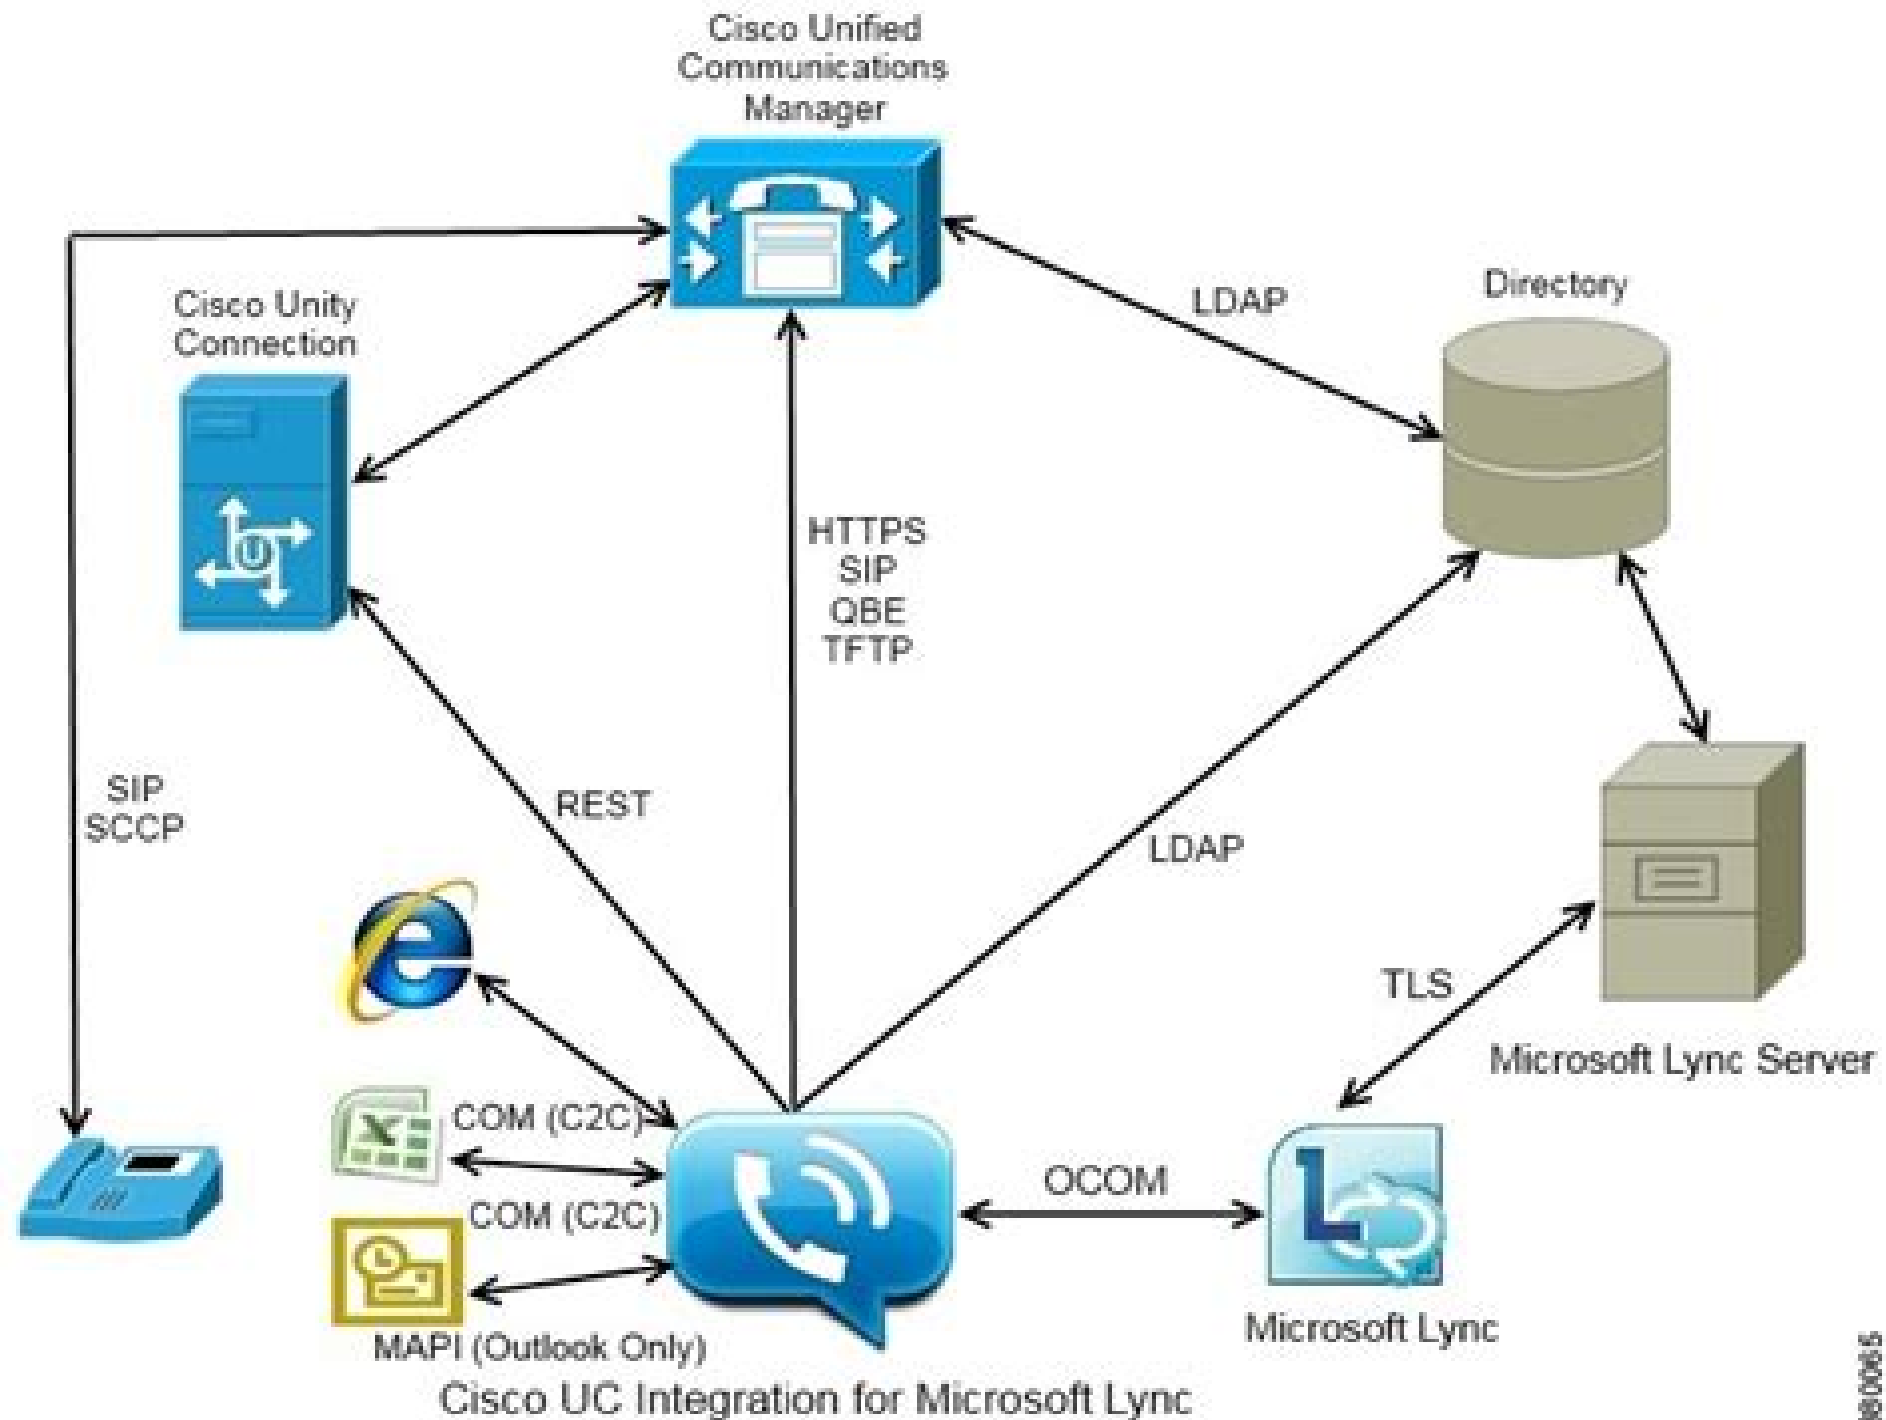 Cisco Unified
Communications
Manager
LDAP
Directory
Cisco Unity
Connection
U
HTTPS
SIP
QBE
TFTP
SIP
SCCP
REST
LDAP
TLS
Microsoft Lync Server
COM (C2C)
COM (C2C)
OCOM
MAPI (Outlook Only)
Microsoft Lync
Cisco UC Integration for Microsoft Lync